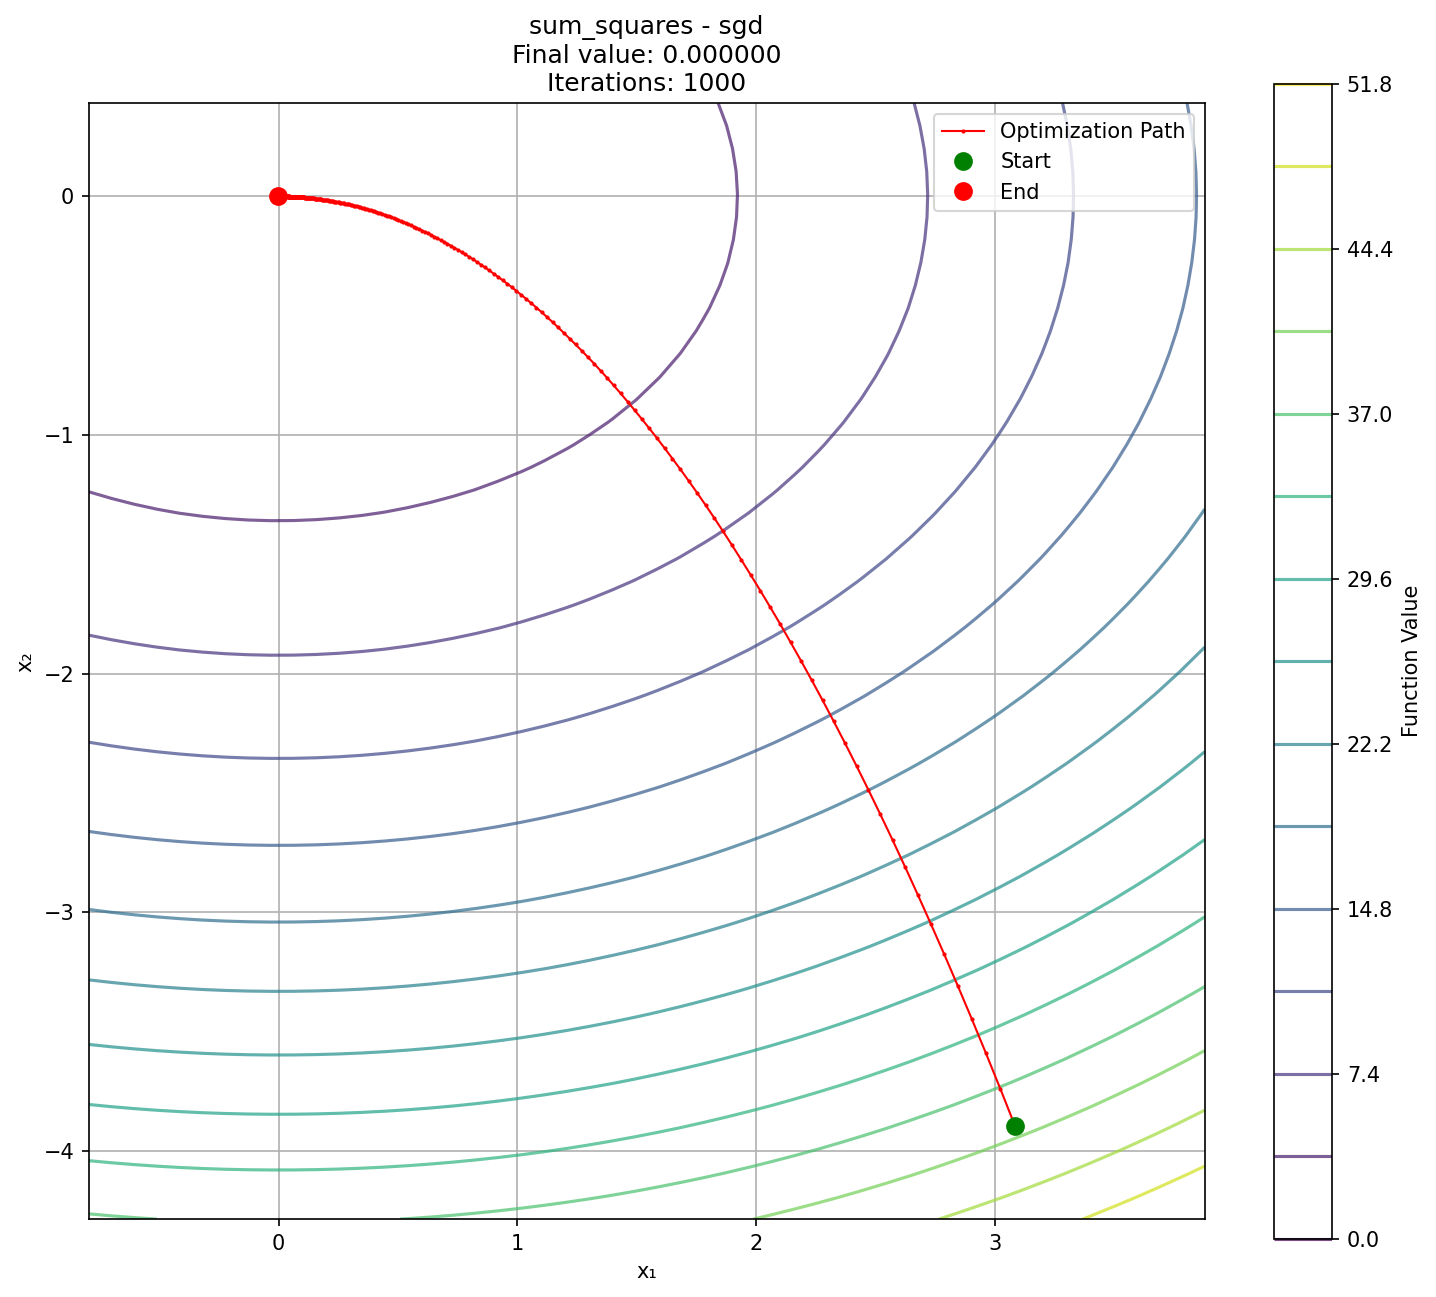 sum_squares - sgd
Final value: 0.000000
Iterations: 1000
Optimization Path
Start
End
0
−1
−2
−3
−4
x₂
0
1
2
3
x₁
51.8
44.4
37.0
29.6
22.2
14.8
7.4
0.0
Function Value